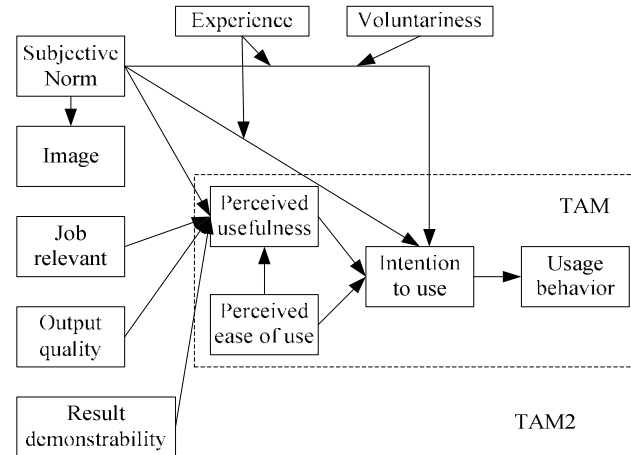 Experience
Voluntariness
Subjective
Norm
Image
Perceived
usefulness
TAM
Job
relevant
Intention
to use
Usage
behavior
Output
quality
Perceived
ease of use
Result
demonstrability
TAM2